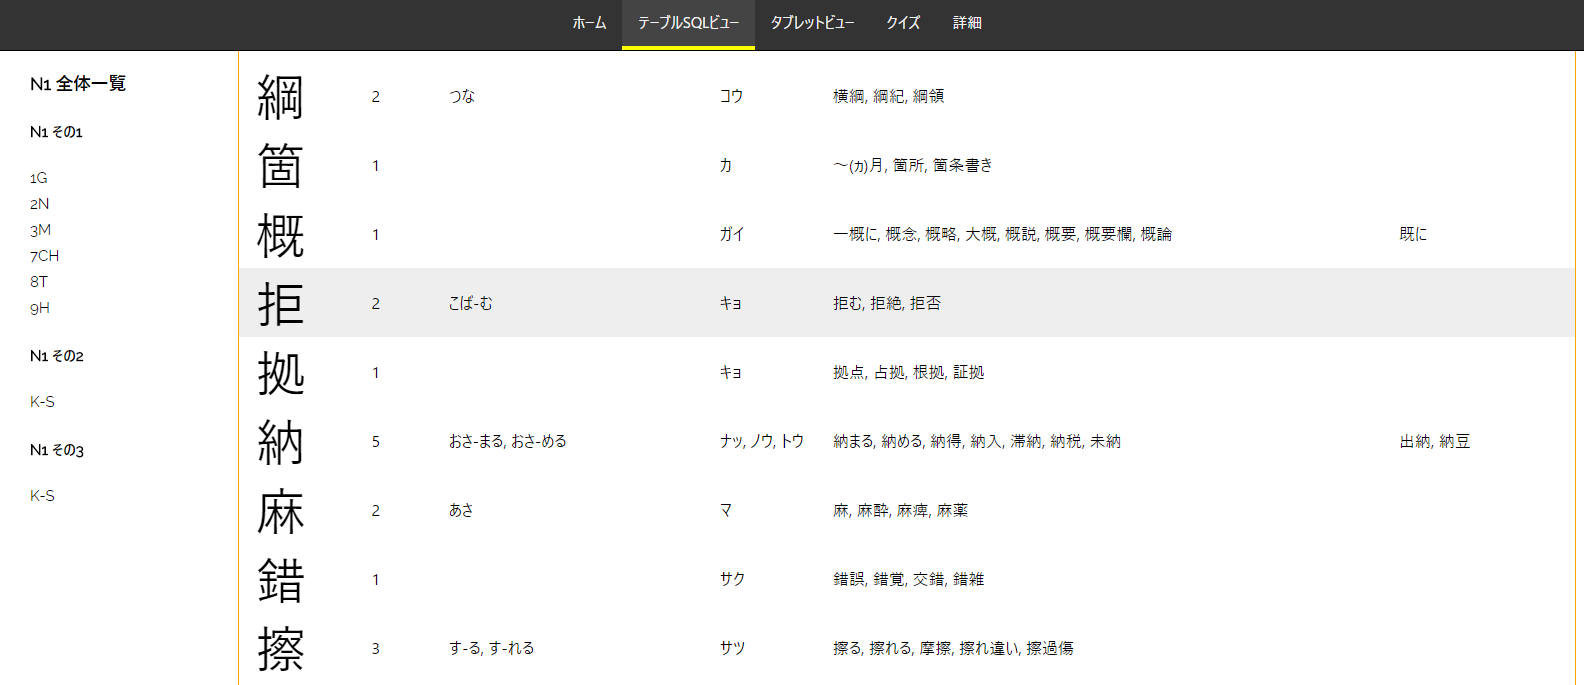 ホーム テーブルSQLビュー タブレットビュー クイズ 詳細
N1 全体一覧
N1 その1
1G
2N
3M
7CH
8T
9H
N1 その2
K-S
N1 その3
K-S
綱 2 つな コウ 横綱, 綱紀, 綱領
箇 1 カ ～(カ)月, 箇所, 箇条書き
概 1 ガイ 一概に, 概念, 概略, 大概, 概説, 概要, 概要欄, 概論 既に
拒 2 こば-む キョ 拒む, 拒絶, 拒否
拠 1 キョ 拠点, 占拠, 根拠, 証拠
納 5 おさ-まる, おさ-める ナッ, ノウ, トウ 納まる, 納める, 納得, 納入, 滞納, 納税, 未納 出納, 納豆
麻 2 あさ マ 麻, 麻酔, 麻痺, 麻薬
錯 1 サク 錯誤, 錯覚, 交錯, 錯雑
擦 3 す-る, す-れる サツ 擦る, 擦れる, 摩擦, 擦れ違い, 擦過傷